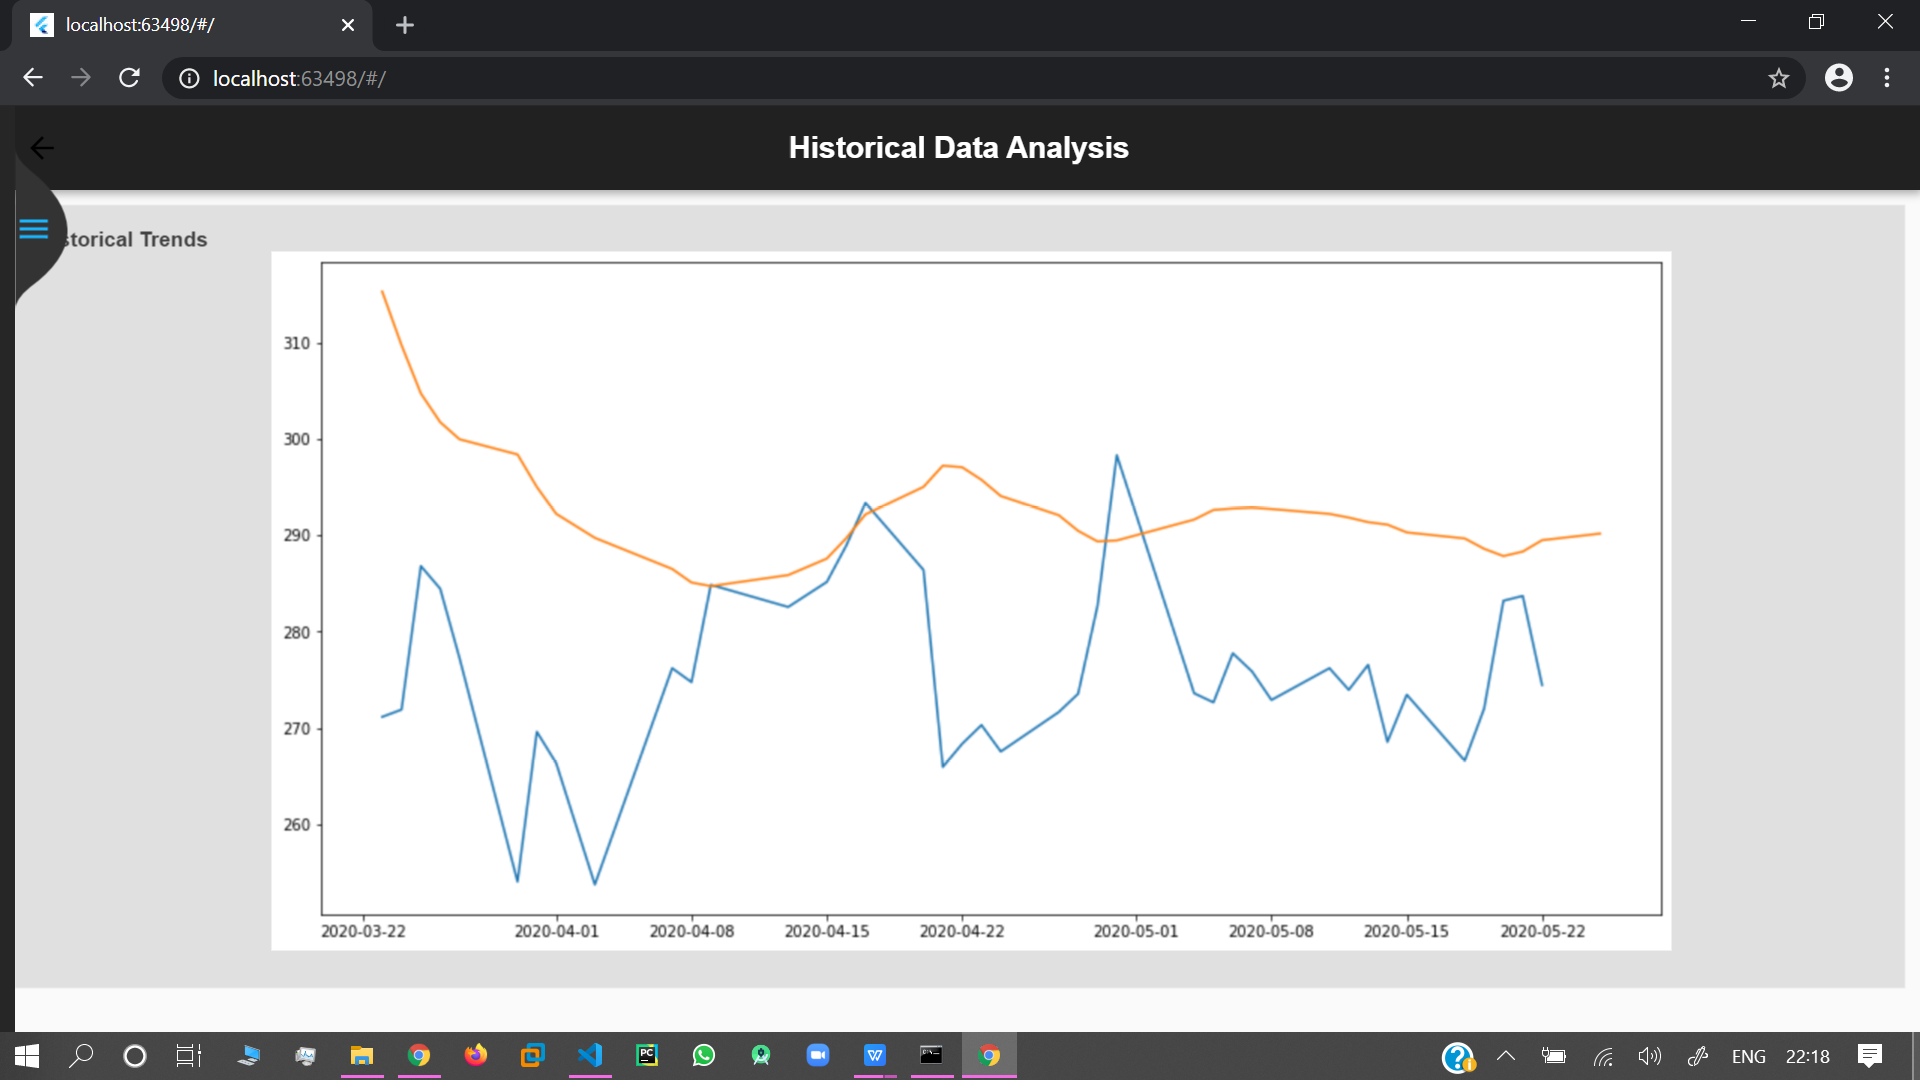 localhost:63498/#/
localhost:63498/#/
Historical Data Analysis
storical Trends
310
300
290
280
270
260
2020-03-22 2020-04-01 2020-04-08 2020-04-15 2020-04-22 2020-05-01 2020-05-08 2020-05-15 2020-05-22
ENG 22:18